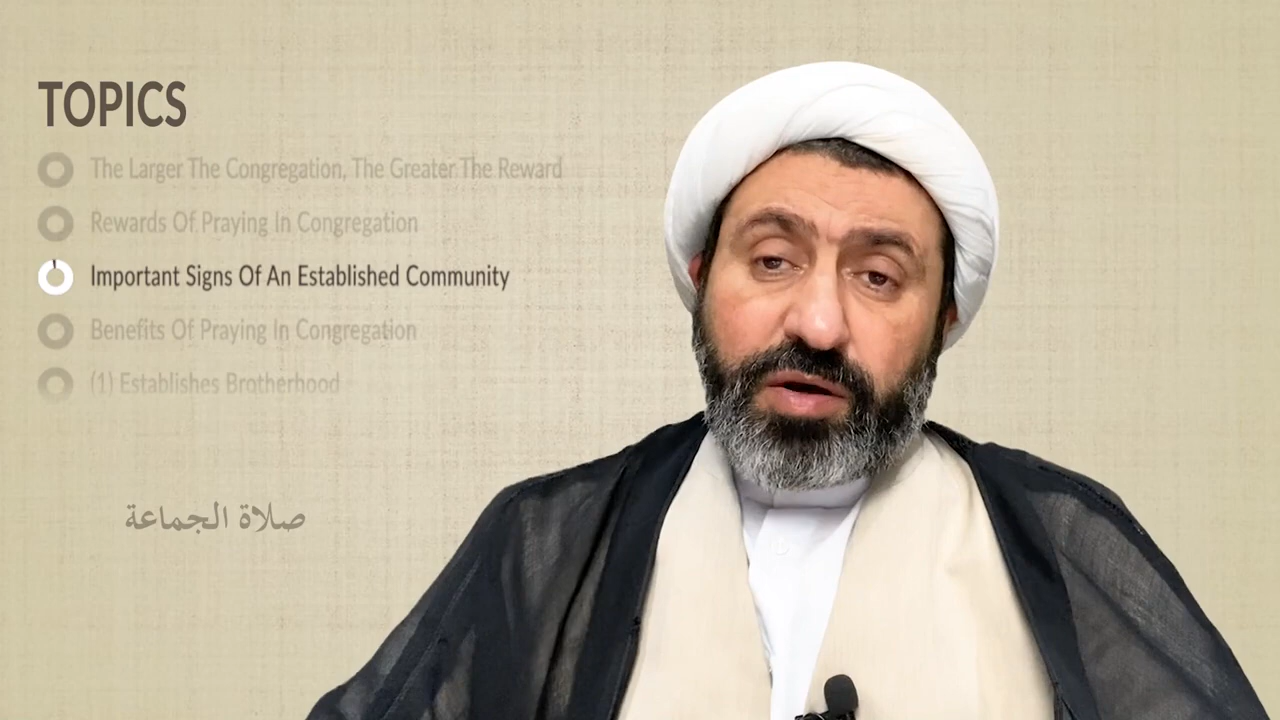 TOPICS
The Larger The Congregation, The Greater The Reward
Rewards Of Praying In Congregation
Important Signs Of An Established Community
Benefits Of Praying In Congregation
(1) Establishes Brotherhood
صلاة الجماعة